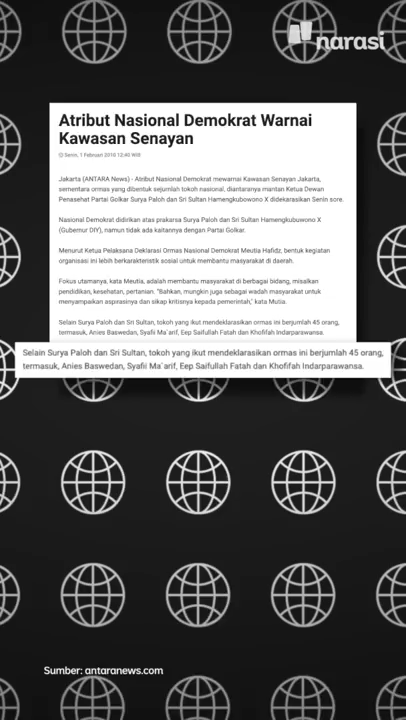 narasi
Atribut Nasional Demokrat Warnai
Kawasan Senayan
Senin, 1 Februari 2010 12:40 WIB
Jakarta (ANTARA News) - Atribut Nasional Demokrat mewarnai Kawasan Senayan Jakarta,
sementara ormas yang dibentuk sejumlah tokoh nasional, diantaranya mantan Ketua Dewan
Penasehat Partai Golkar Surya Paloh dan Sri Sultan Hamengkobuwono X didekarasikan Senin sore.
Nasional Demokrat didirikan atas prakarsa Surya Paloh dan Sri Sultan Hamengkubuwono X
(Gubernur DIY), namun tidak ada kaitannya dengan Partai Golkar.
Menurut Ketua Pelaksana Deklarasi Ormas Nasional Demokrat Meutia Hafidz, bentuk kegiatan
organisasi ini lebih berkarakteristik sosial untuk membantu masyarakat di daerah.
Fokus utamanya, kata Meutia, adalah membantu masyarakat di berbagai bidang, misalkan
pendidikan, kesehatan, pertanian. "Bahkan, mungkin juga sebagai wadah masyarakat untuk
menyampaikan aspirasinya dan sikap kritisnya kepada pemerintah," kata Mutia.
Selain Surya Paloh dan Sri Sultan, tokoh yang ikut mendeklarasikan ormas ini berjumlah 45 orang,
termasuk, Anies Baswedan, Syafii Ma`arif, Eep Saifullah Fatah dan Khofifah Indarparawansa.
Selain Surya Paloh dan Sri Sultan, tokoh yang ikut mendeklarasikan ormas ini berjumlah 45 orang,
termasuk, Anies Baswedan, Syafii Ma`arif, Eep Saifullah Fatah dan Khofifah Indarparawansa.
Sumber: antaranews.com